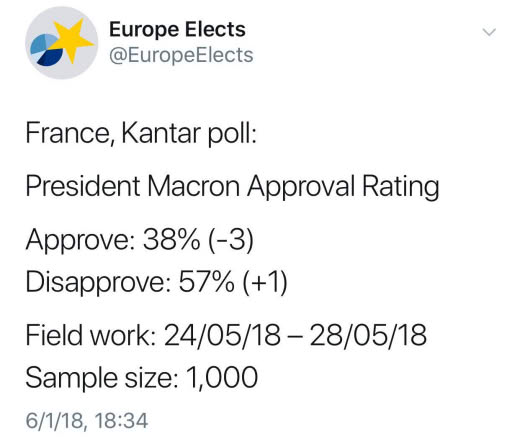 Europe Elects
@EuropeElects
France, Kantar poll:
President Macron Approval Rating
Approve: 38% (-3)
Disapprove: 57% (+1)
Field work: 24/05/18 – 28/05/18
Sample size: 1,000
6/1/18, 18:34